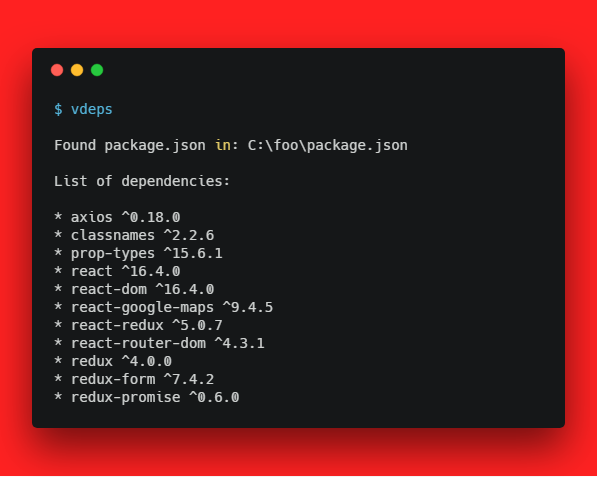 $ vdeps
Found package.json in: C:\foo\package.json
List of dependencies:
* axios ^0.18.0
* classnames ^2.2.6
* prop-types ^15.6.1
* react ^16.4.0
* react-dom ^16.4.0
* react-google-maps ^9.4.5
* react-redux ^5.0.7
* react-router-dom ^4.3.1
* redux ^4.0.0
* redux-form ^7.4.2
* redux-promise ^0.6.0